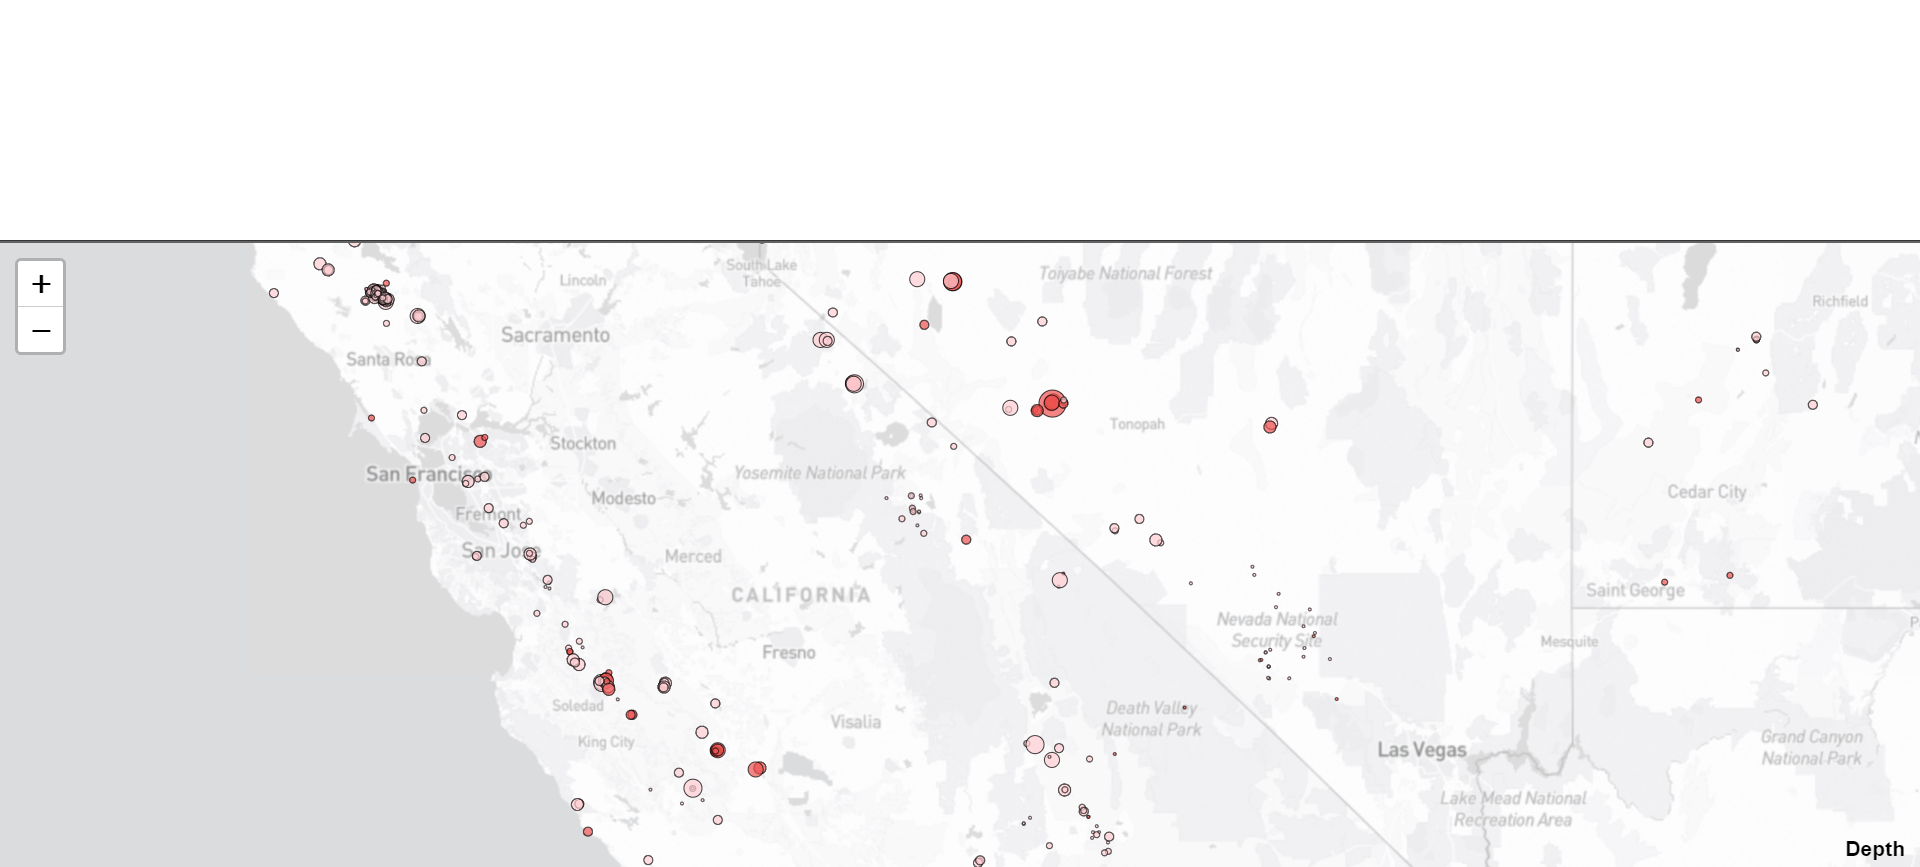 +
−
South Lake
Tahoe
Lincoln
Toiyabe National Forest
Richfield
Sacramento
Santa Rosa
Tonopah
Stockton
Yosemite National Park
San Francisco
Modesto
Cedar City
Fremont
San Jose
Merced
CALIFORNIA
Saint George
Nevada National
Security Site
Mesquite
Fresno
Soledad
Death Valley
National Park
Visalia
King City
Las Vegas
Grand Canyon
National Park
Lake Mead National
Recreation Area
Depth